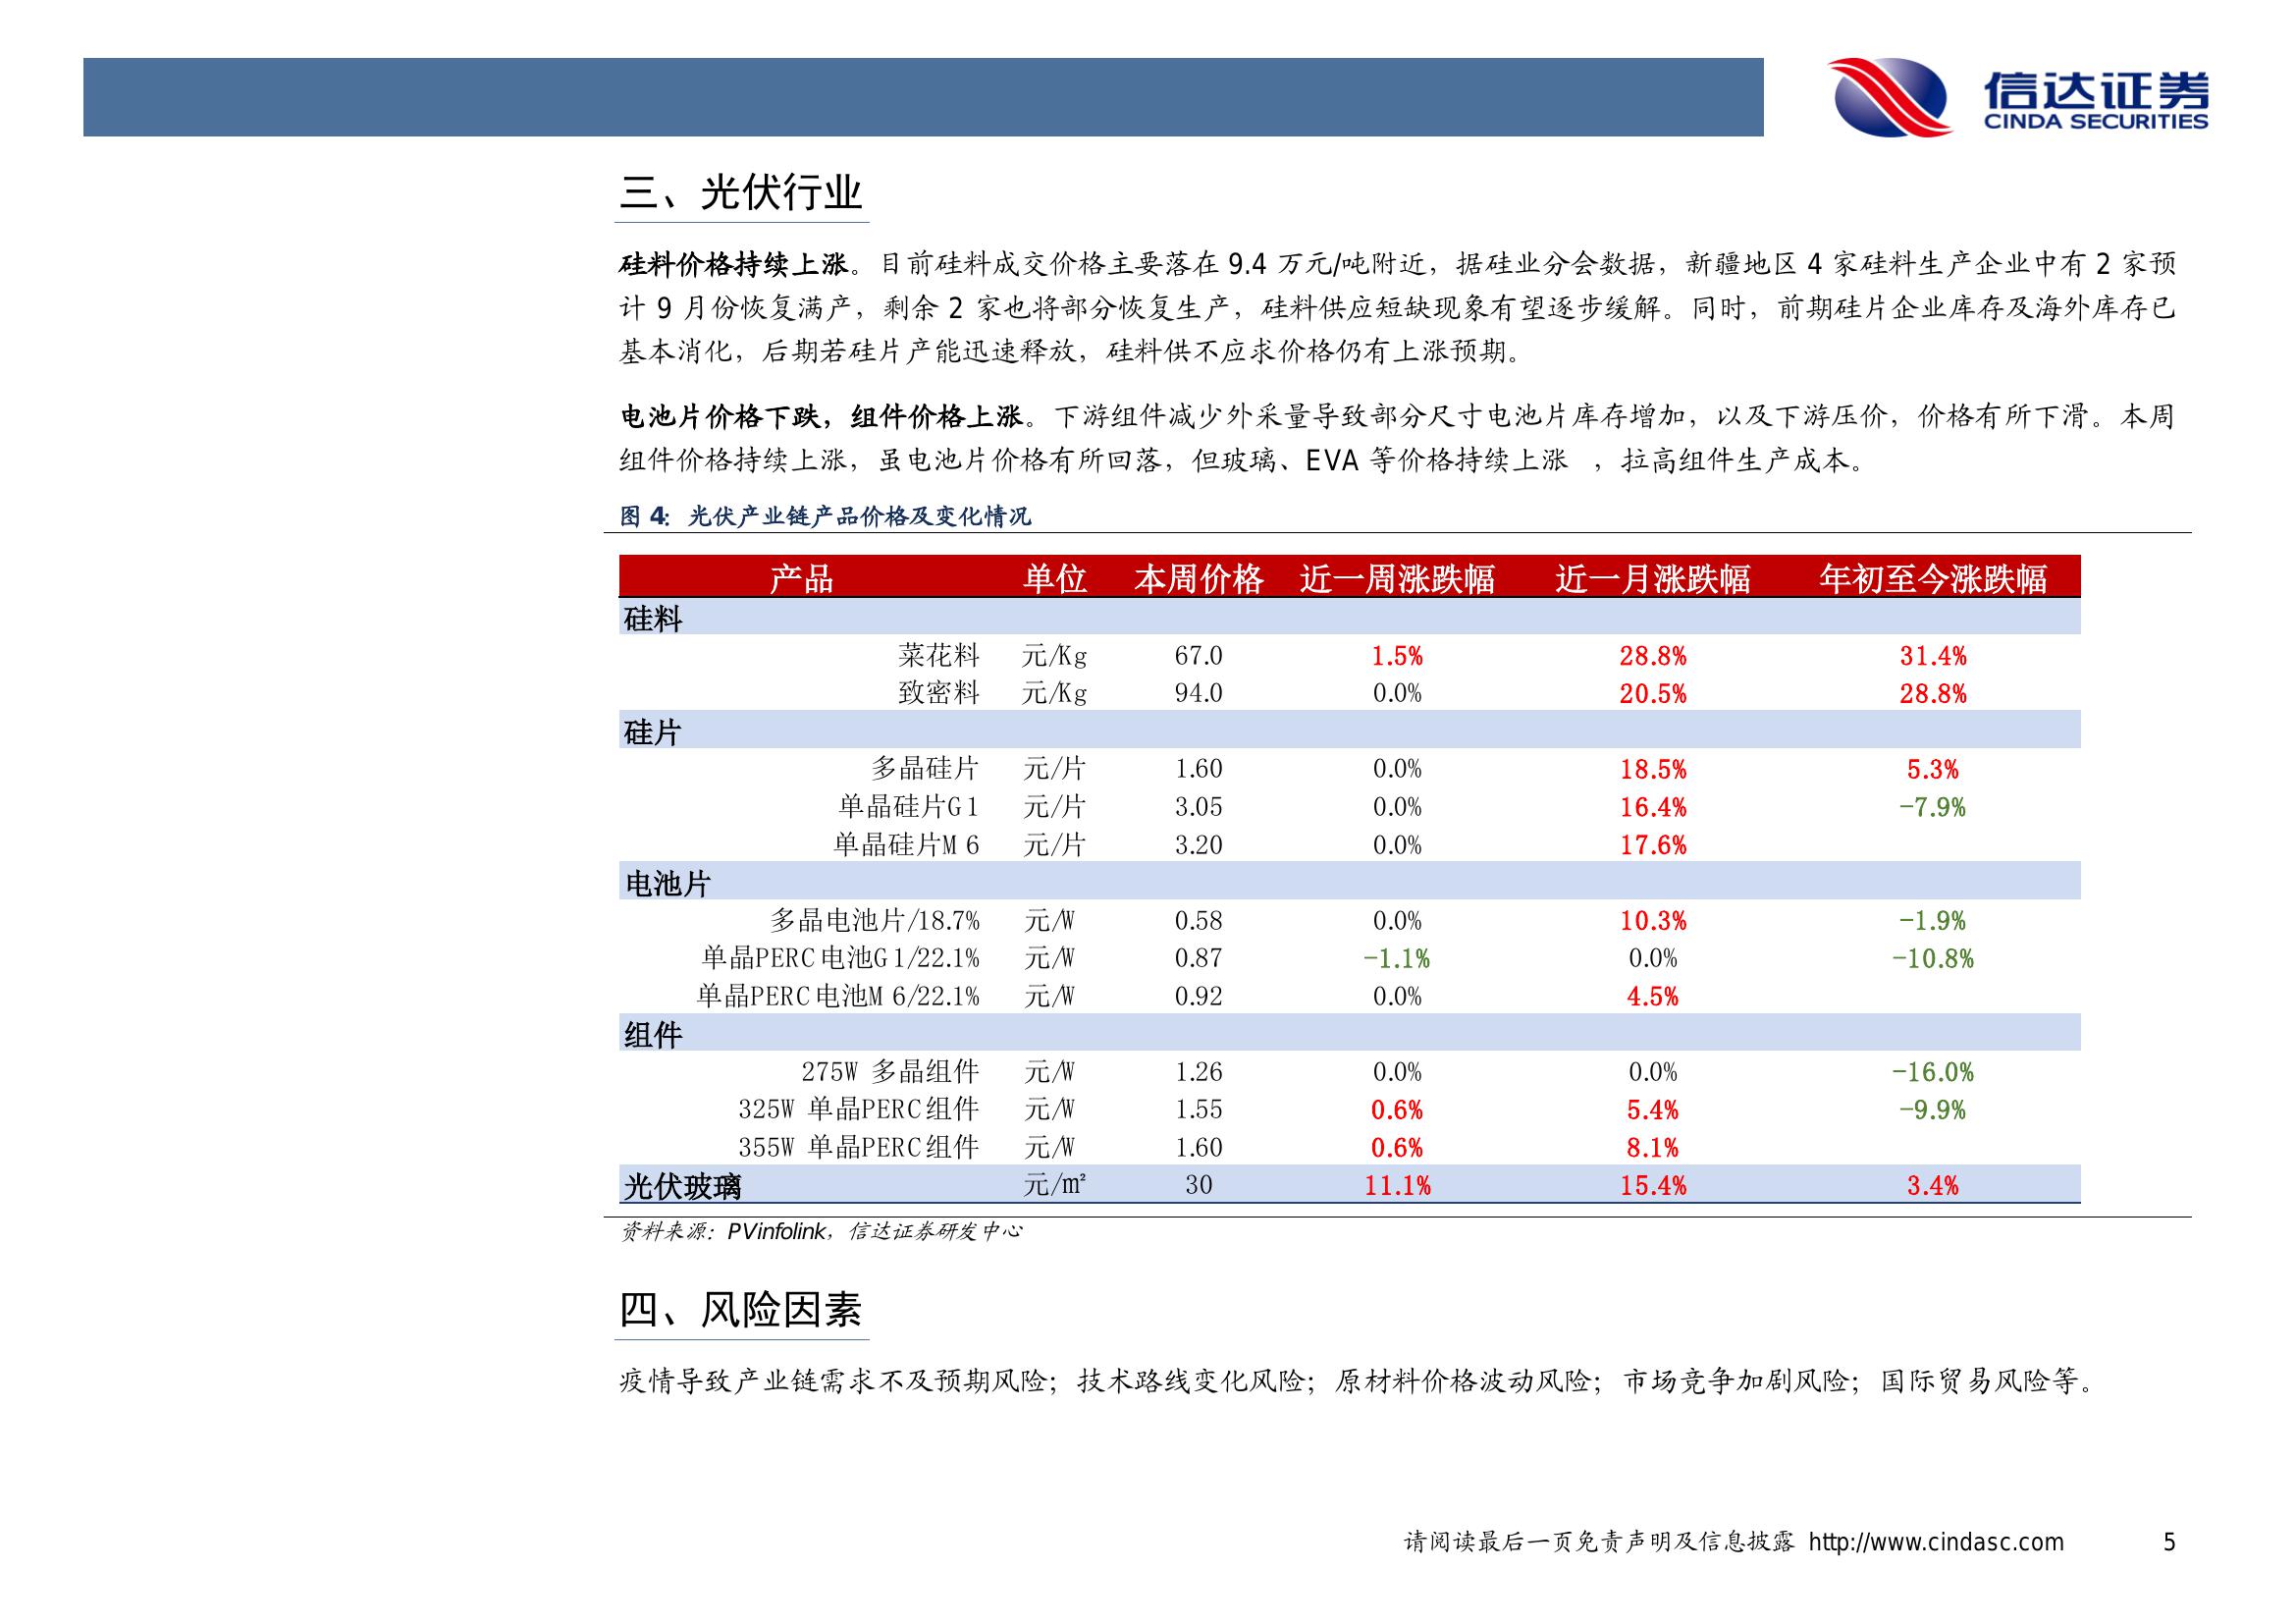 信达证券
CINDA SECURITIES
三、光伏行业
硅料价格持续上涨。目前硅料成交价格主要落在 9.4 万元/吨附近，据硅业分会数据，新疆地区 4 家硅料生产企业中有 2 家预
计 9 月份恢复满产，剩余 2 家也将部分恢复生产，硅料供应短缺现象有望逐步缓解。同时，前期硅片企业库存及海外库存已
基本消化，后期若硅片产能迅速释放，硅料供不应求价格仍有上涨预期。
电池片价格下跌，组件价格上涨。下游组件减少外采量导致部分尺寸电池片库存增加，以及下游压价，价格有所下滑。本周
组件价格持续上涨，虽电池片价格有所回落，但玻璃、EVA 等价格持续上涨 ，拉高组件生产成本。
图 4：光伏产业链产品价格及变化情况
产品 单位 本周价格 近一周涨跌幅 近一月涨跌幅 年初至今涨跌幅
硅料
菜花料 元/Kg 67.0 1.5% 28.8% 31.4%
致密料 元/Kg 94.0 0.0% 20.5% 28.8%
硅片
多晶硅片 元/片 1.60 0.0% 18.5% 5.3%
单晶硅片G1 元/片 3.05 0.0% 16.4% -7.9%
单晶硅片M6 元/片 3.20 0.0% 17.6%
电池片
多晶电池片/18.7% 元/W 0.58 0.0% 10.3% -1.9%
单晶PERC电池G1/22.1% 元/W 0.87 -1.1% 0.0% -10.8%
单晶PERC电池M6/22.1% 元/W 0.92 0.0% 4.5%
组件
275W 多晶组件 元/W 1.26 0.0% 0.0% -16.0%
325W 单晶PERC组件 元/W 1.55 0.6% 5.4% -9.9%
355W 单晶PERC组件 元/W 1.60 0.6% 8.1%
光伏玻璃 元/m² 30 11.1% 15.4% 3.4%
资料来源：PVinfolink，信达证券研发中心
四、风险因素
疫情导致产业链需求不及预期风险；技术路线变化风险；原材料价格波动风险；市场竞争加剧风险；国际贸易风险等。
请阅读最后一页免责声明及信息披露 http://www.cindasc.com 5